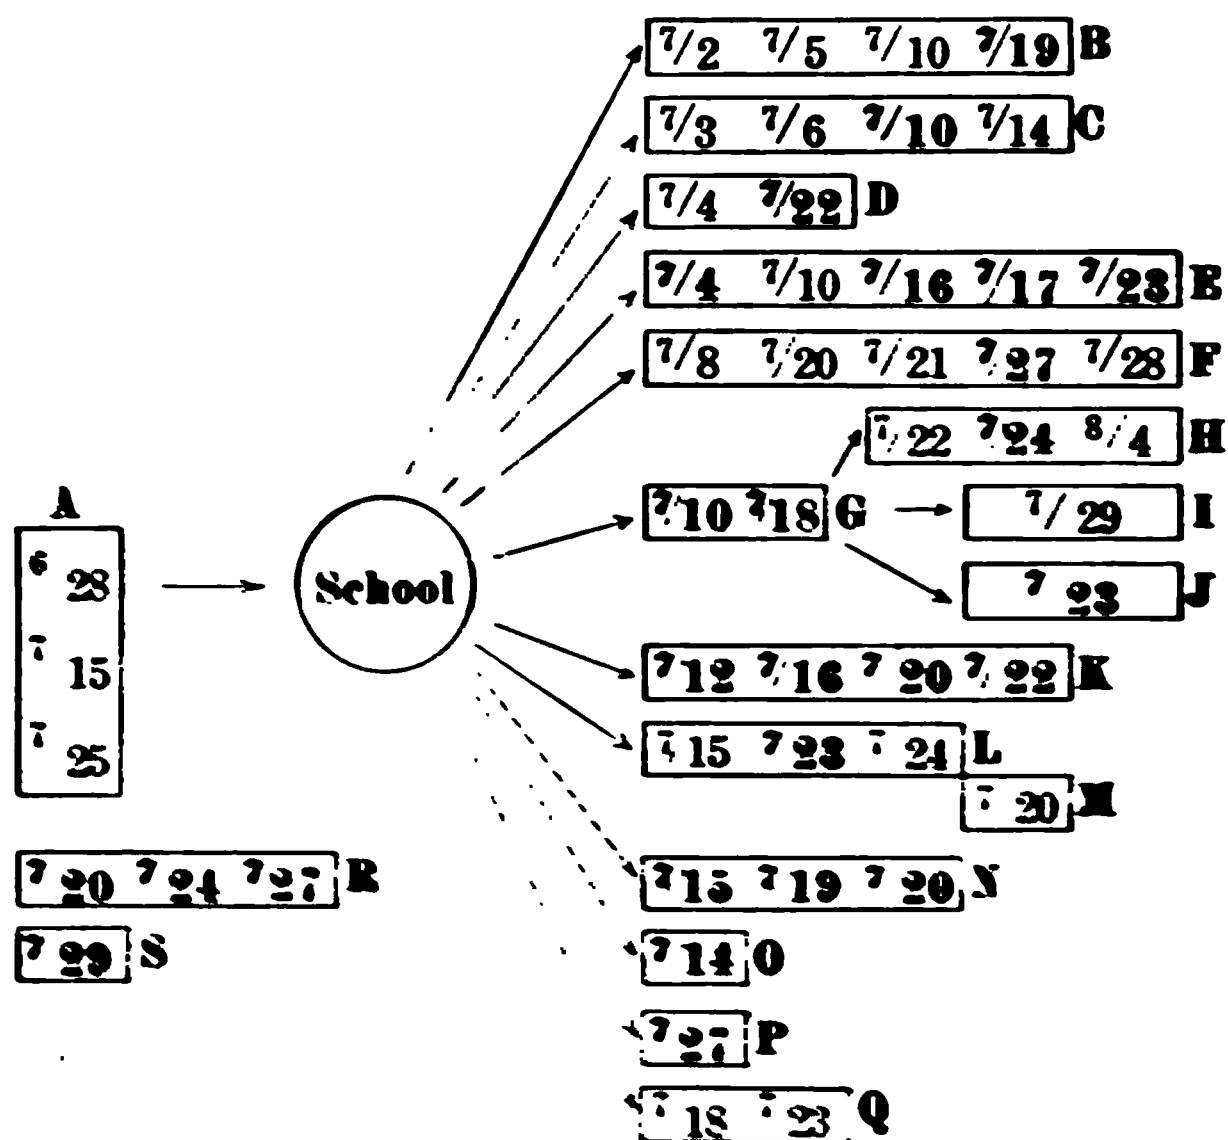 7/2 7/5 7/10 7/19 B
7/3 7/6 7/10 7/14 C
7/4 7/22 D
7/4 7/10 7/16 7/17 7/23 E
7/8 7/20 7/21 7/27 7/28 F
7/22 7/24 8/4 H
7/10 7/18 G
7/29 I
7/23 J
A
6/28
7/15
7/25
School
7/12 7/16 7/20 7/22 K
7/15 7/23 7/24 L
7/20 M
7/20 7/24 7/27 R
7/15 7/19 7/20 N
7/29 S
7/14 O
7/27 P
7/18 7/23 Q